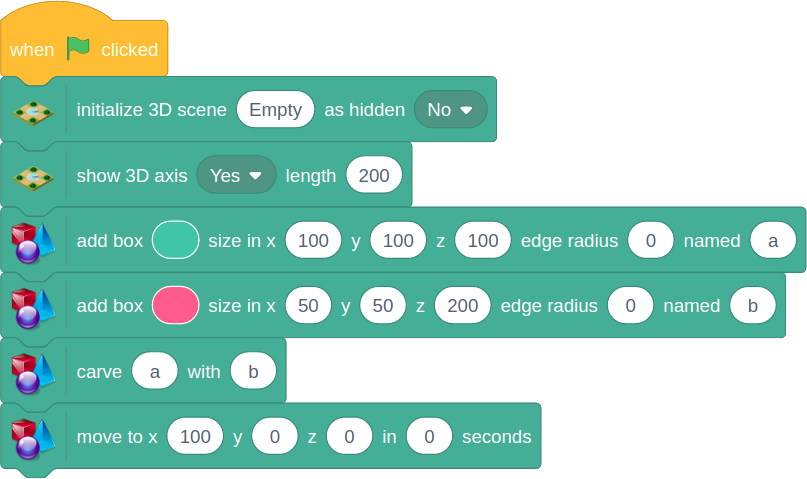 when clicked
initialize 3D scene Empty as hidden No
show 3D axis Yes length 200
add box size in x 100 y 100 z 100 edge radius 0 named a
add box size in x 50 y 50 z 200 edge radius 0 named b
carve a with b
move to x 100 y 0 z 0 in 0 seconds